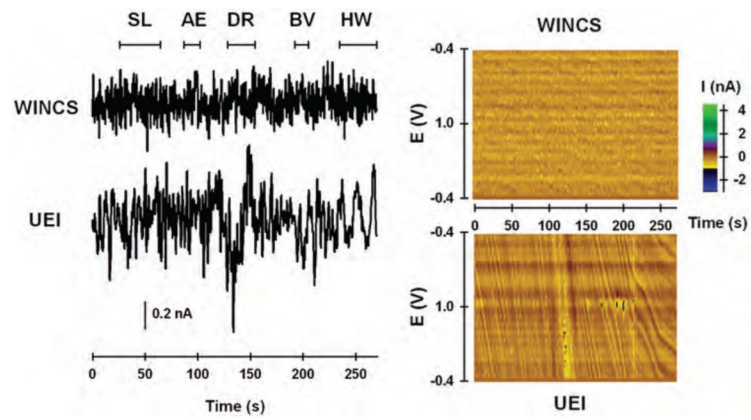 SL AE DR BV HW
WINCS
UEI
0.2 nA
0 50 100 150 200 250
Time (s)
WINCS
-0.4
1.0
-0.4
E (V)
I (nA)
4
2
0
-2
0 50 100 150 200 250 Time (s)
-0.4
1.0
-0.4
E (V)
UEI